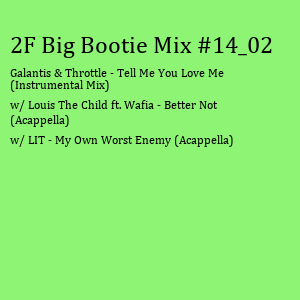 2F Big Bootie Mix #14_02
Galantis & Throttle - Tell Me You Love Me
(Instrumental Mix)
w/ Louis The Child ft. Wafia - Better Not
(Acappella)
w/ LIT - My Own Worst Enemy (Acappella)